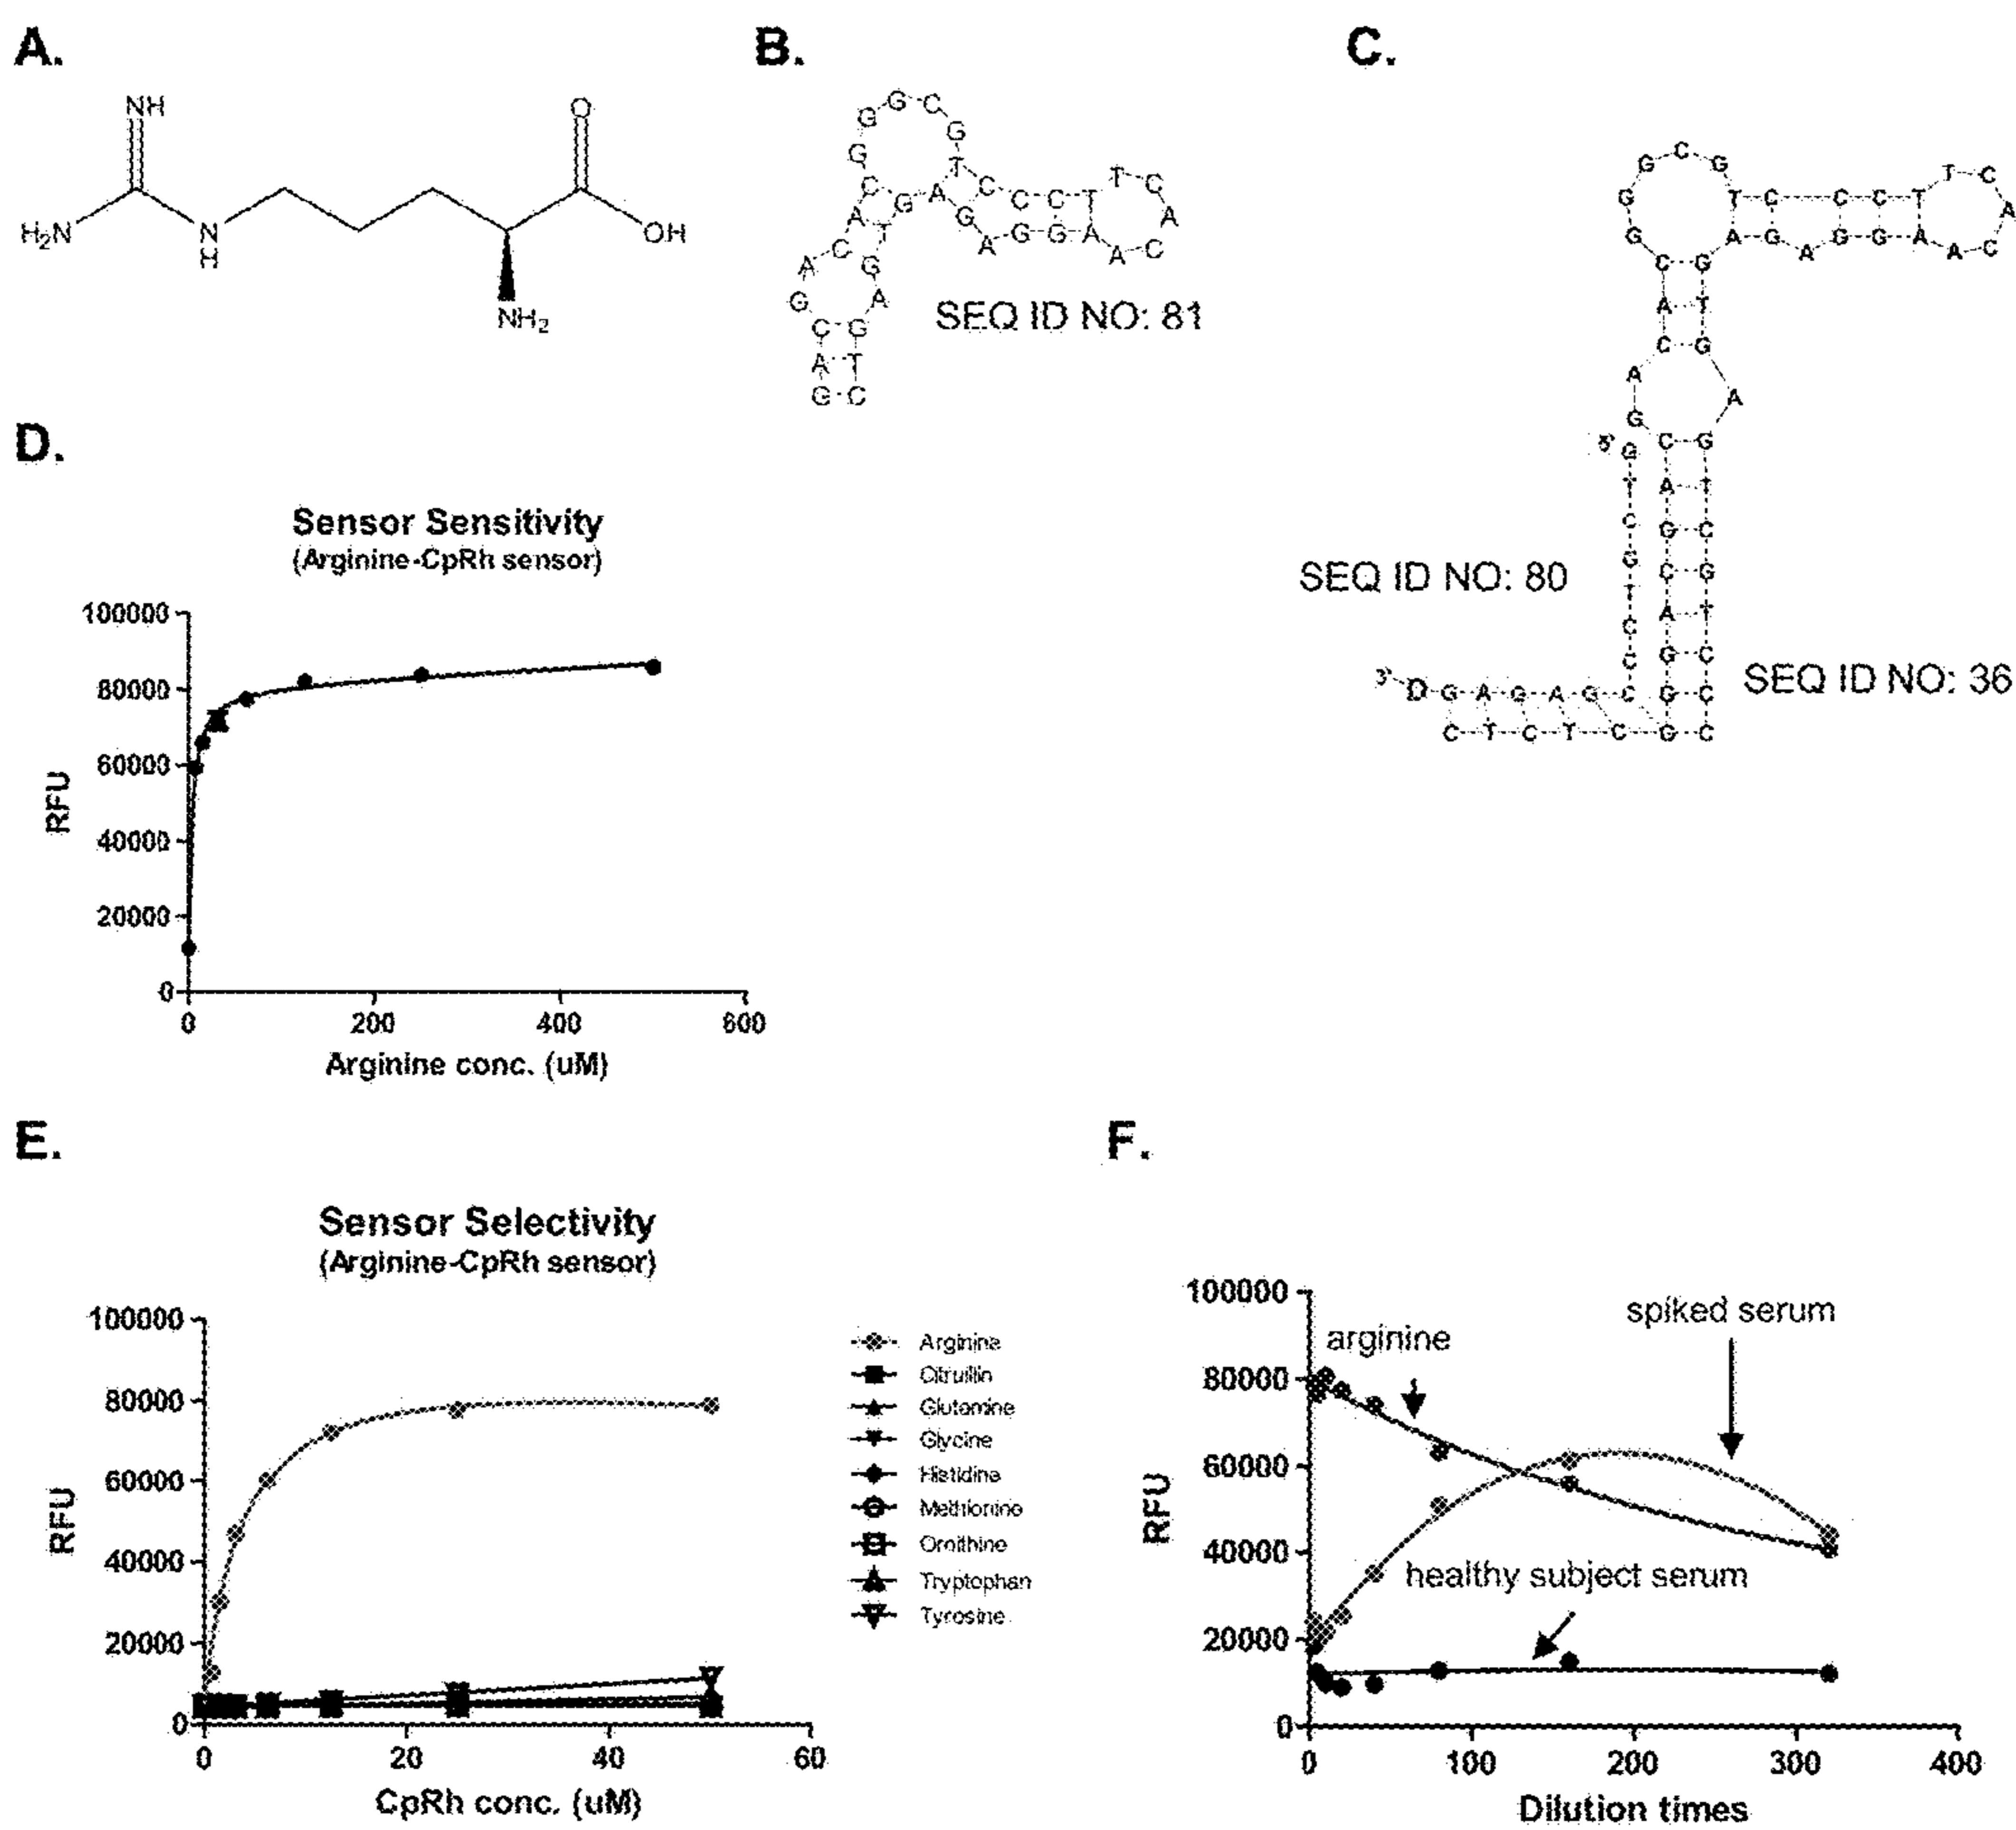 A.
B.
C.
NH
O
H₂N
N
H
OH
NH₂
SEQ ID NO: 81
5'
SEQ ID NO: 80
SEQ ID NO: 36
3'
D G A G A G C
C T C T C G C
D.
Sensor Sensitivity
(Arginine-CpRh sensor)
100000
80000
60000
40000
20000
0
RFU
0 200 400 600
Arginine conc. (uM)
E.
Sensor Selectivity
(Arginine-CpRh sensor)
100000
80000
60000
40000
20000
0
RFU
0 20 40 60
CpRh conc. (uM)
Arginine
Citrullin
Glutamine
Glycine
Histidine
Methionine
Ornithine
Tryptophan
Tyrosine
F.
100000
80000
60000
40000
20000
0
RFU
arginine
spiked serum
healthy subject serum
0 100 200 300 400
Dilution times